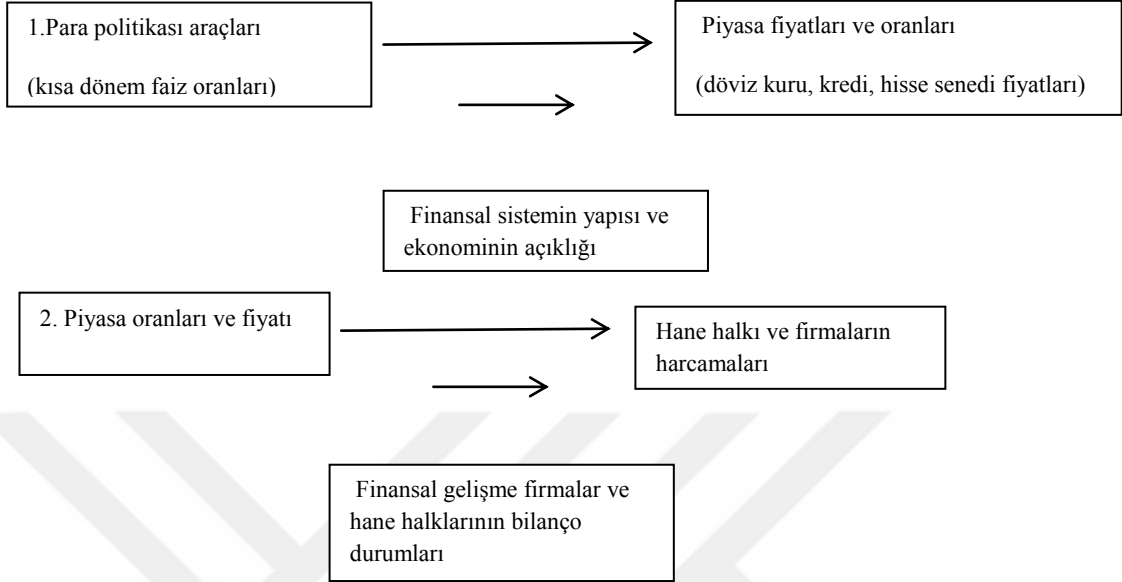 1.Para politikası araçları
(kısa dönem faiz oranları)
Piyasa fiyatları ve oranları
(döviz kuru, kredi, hisse senedi fiyatları)
Finansal sistemin yapısı ve
ekonominin açıklığı
2. Piyasa oranları ve fiyatı
Hane halkı ve firmaların
harcamaları
Finansal gelişme firmalar ve
hane halklarının bilanço
durumları